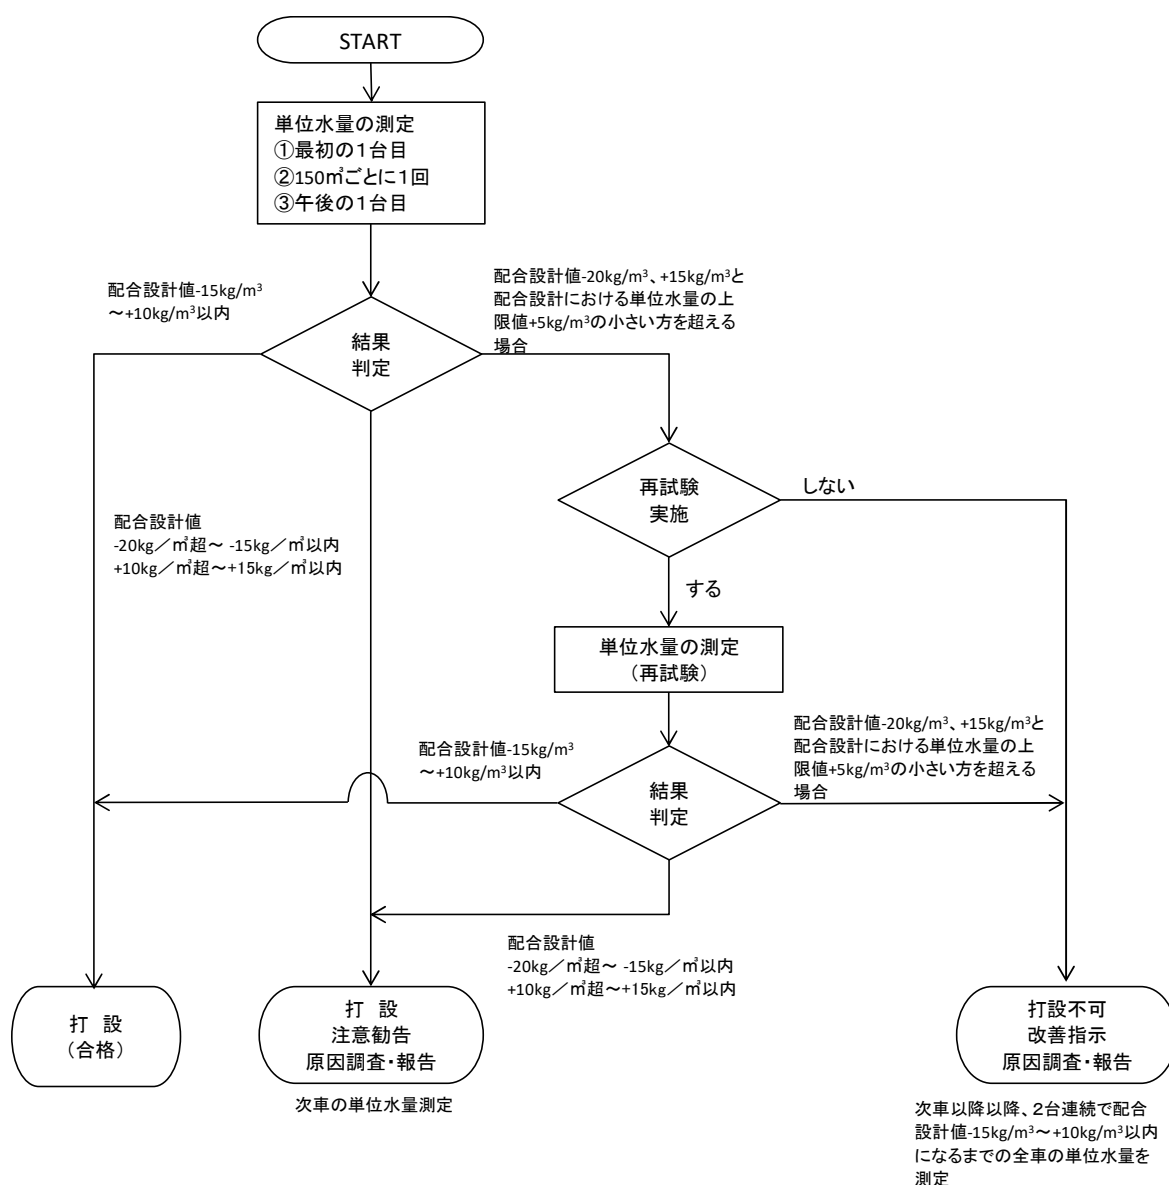 START
単位水量の測定
①最初の1台目
②150㎥ごとに1回
③午後の1台目
配合設計値-15kg/m³
～+10kg/m³以内
配合設計値-20kg/m³、+15kg/m³と
配合設計における単位水量の上
限値+5kg/m³の小さい方を超える
場合
結果
判定
再試験
実施
しない
配合設計値
-20kg／㎥超～ -15kg／㎥以内
+10kg／㎥超～+15kg／㎥以内
する
単位水量の測定
（再試験）
配合設計値-15kg/m³
～+10kg/m³以内
配合設計値-20kg/m³、+15kg/m³と
配合設計における単位水量の上
限値+5kg/m³の小さい方を超える
場合
結果
判定
配合設計値
-20kg／㎥超～ -15kg／㎥以内
+10kg／㎥超～+15kg／㎥以内
打　設
（合格）
打　設
注意勧告
原因調査・報告
次車の単位水量測定
打設不可
改善指示
原因調査・報告
次車以降以降、2台連続で配合
設計値-15kg/m³～+10kg/m³以内
になるまでの全車の単位水量を
測定